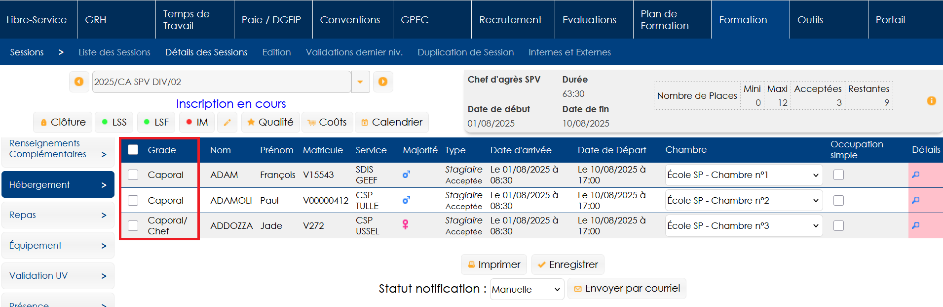 Libre-Service GRH Temps de Travail Paie / DGFIP Conventions GPEC Recrutement Evaluations Plan de Formation Formation Outils Portail
Sessions > Liste des Sessions Détails des Sessions Edition Validations dernier niv. Duplication de Session Internes et Externes
2025/CA SPV DIV/02
Inscription en cours
Clôture LSS LSF IM Qualité Coûts Calendrier
Chef d'agrès SPV Durée
63:30
Date de début Date de fin
01/08/2025 10/08/2025
Nombre de Places Mini Maxi Acceptées Restantes
0 12 3 9
Renseignements Complémentaires >
Hébergement >
Repas >
Équipement >
Validation UV >
Présence
Grade Nom Prénom Matricule Service Majorité Type Date d'arrivée Date de Départ Chambre Occupation simple Détails
Caporal ADAM François V15543 SDIS GEEF Stagiaire Acceptée Le 01/08/2025 à 08:30 Le 10/08/2025 à 17:00 École SP - Chambre n°1
Caporal ADAMOLI Paul V00000412 CSP TULLE Stagiaire Acceptée Le 01/08/2025 à 08:30 Le 10/08/2025 à 17:00 École SP - Chambre n°2
Caporal/Chef ADDOZZA Jade V272 CSP USSEL Stagiaire Acceptée Le 01/08/2025 à 08:30 Le 10/08/2025 à 17:00 École SP - Chambre n°3
Imprimer Enregistrer
Statut notification : Manuelle Envoyer par courriel